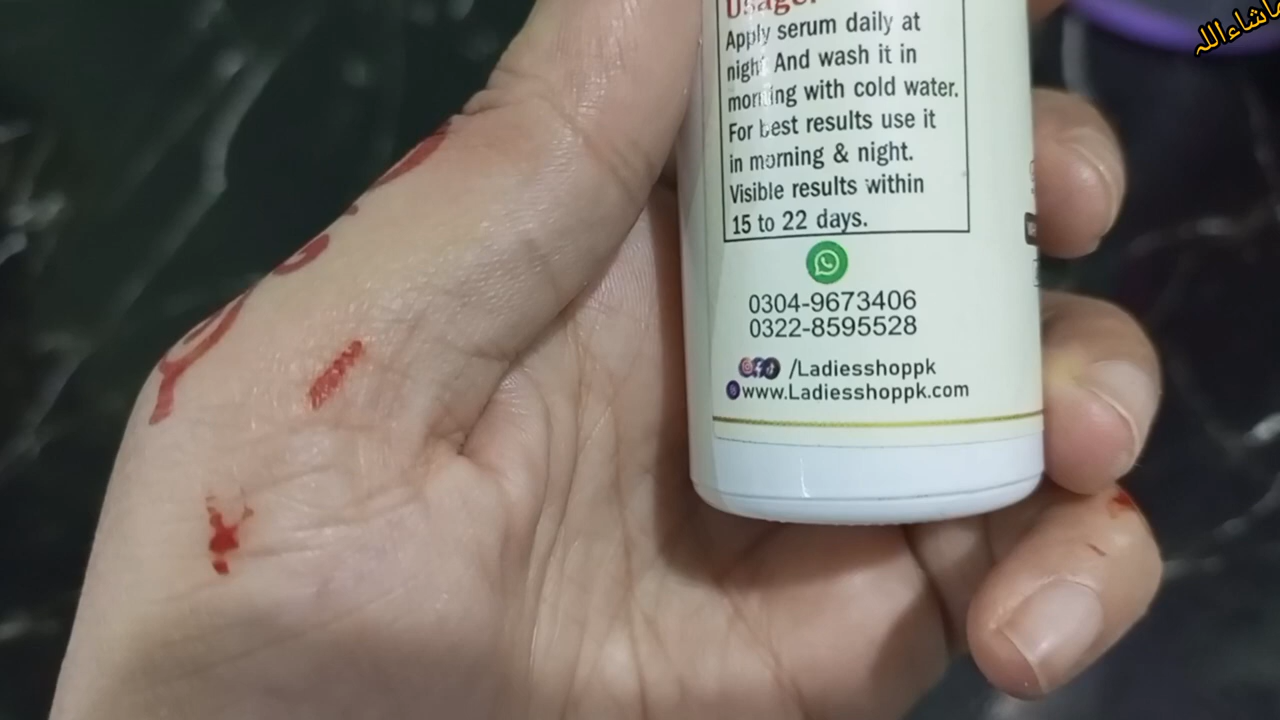 Usage:
Apply serum daily at
night And wash it in
morning with cold water.
For best results use it
in morning & night.
Visible results within
15 to 22 days.
0304-9673406
0322-8595528
/Ladiesshoppk
www.Ladiesshoppk.com
ماشاءاللہ